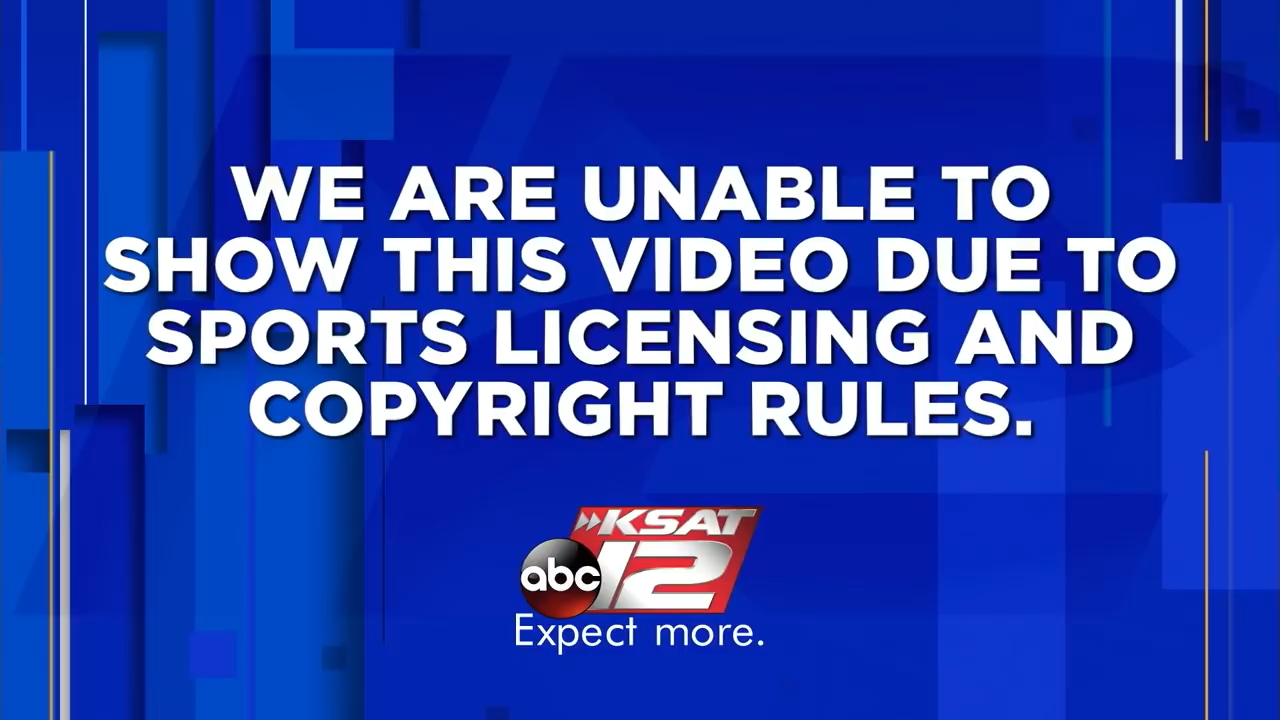 WE ARE UNABLE TO
SHOW THIS VIDEO DUE TO
SPORTS LICENSING AND
COPYRIGHT RULES.
KSAT
abc 12
Expect more.